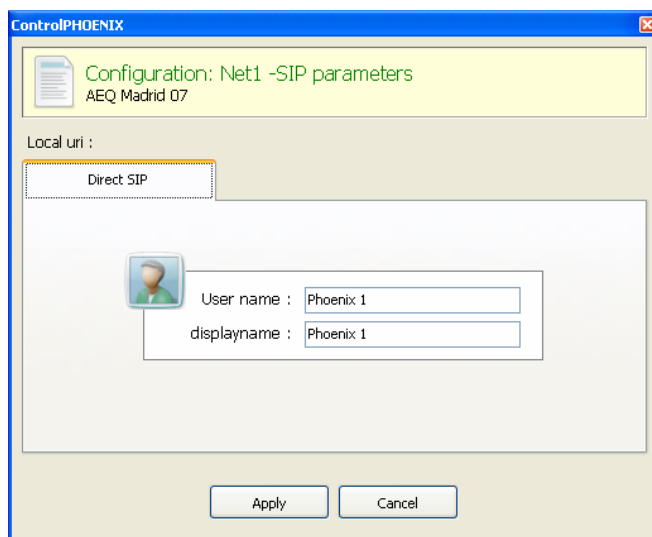 ControlPHOENIX
Configuration: Net1 -SIP parameters
AEQ Madrid 07
Local uri :
Direct SIP
User name : Phoenix 1
displayname : Phoenix 1
Apply Cancel